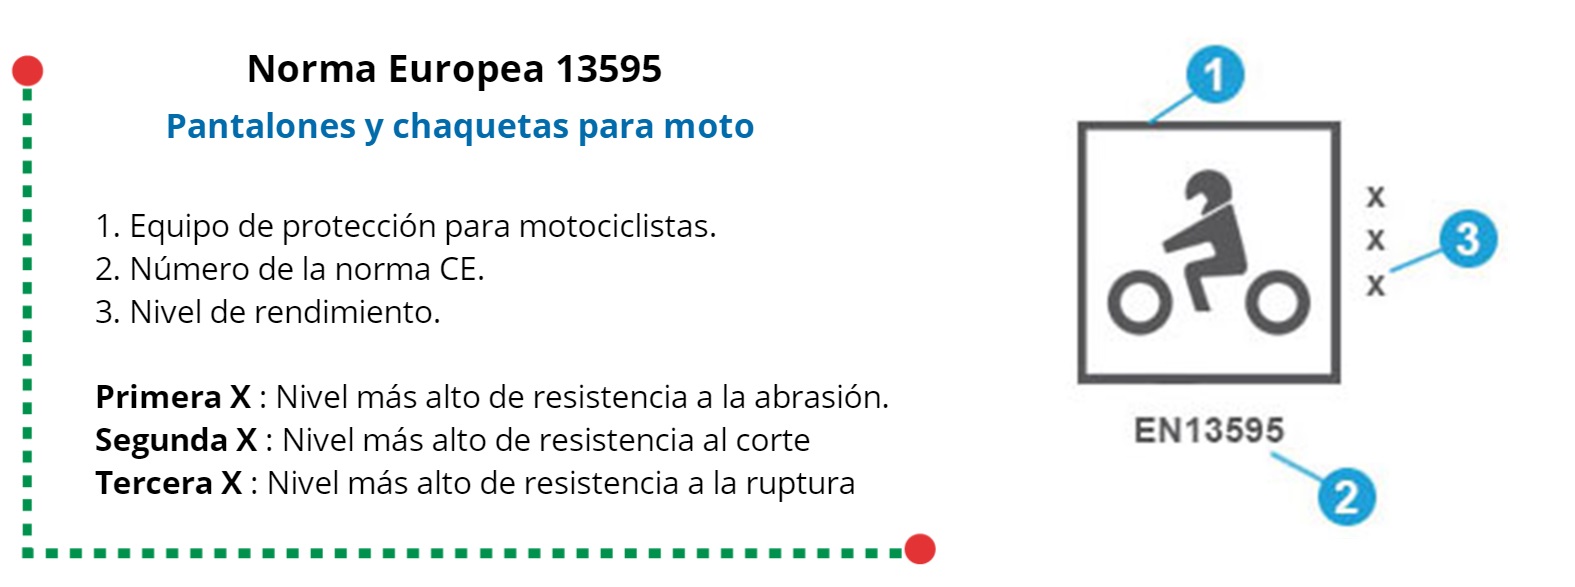 Norma Europea 13595
Pantalones y chaquetas para moto
1. Equipo de protección para motociclistas.
2. Número de la norma CE.
3. Nivel de rendimiento.
Primera X : Nivel más alto de resistencia a la abrasión.
Segunda X : Nivel más alto de resistencia al corte
Tercera X : Nivel más alto de resistencia a la ruptura
1
x
x
3
x
EN13595
2